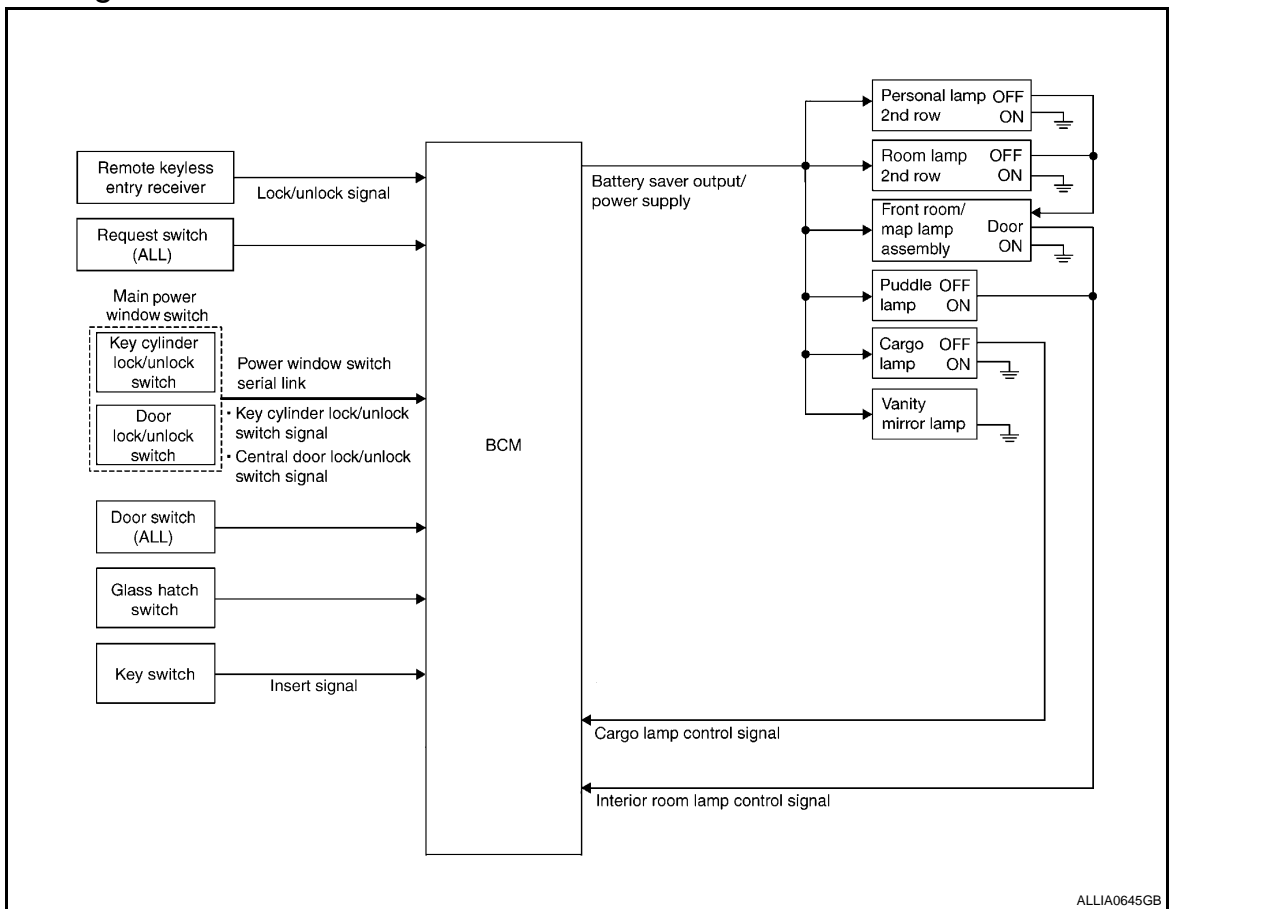 Remote keyless
entry receiver
Lock/unlock signal
Request switch
(ALL)
Main power
window switch
Key cylinder
lock/unlock
switch
Door
lock/unlock
switch
Power window switch
serial link
· Key cylinder lock/unlock
switch signal
· Central door lock/unlock
switch signal
Door switch
(ALL)
Glass hatch
switch
Key switch
Insert signal
BCM
Battery saver output/
power supply
Personal lamp OFF
2nd row ON
Room lamp OFF
2nd row ON
Front room/
map lamp Door
assembly ON
Puddle OFF
lamp ON
Cargo OFF
lamp ON
Vanity
mirror lamp
Cargo lamp control signal
Interior room lamp control signal
ALLIA0645GB